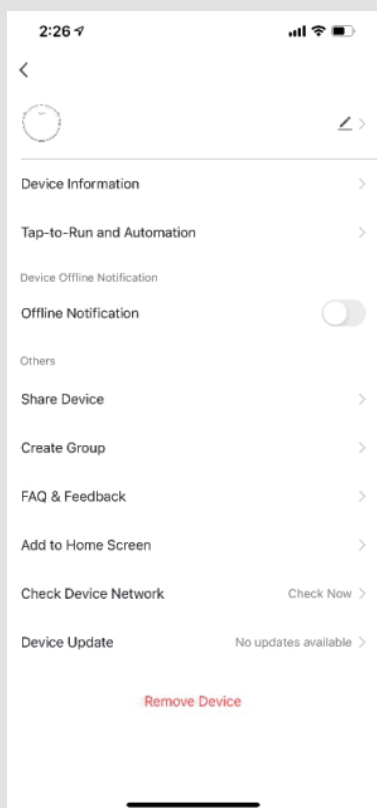 2:26
Device Information
Tap-to-Run and Automation
Device Offline Notification
Offline Notification
Others
Share Device
Create Group
FAQ & Feedback
Add to Home Screen
Check Device Network Check Now
Device Update No updates available
Remove Device